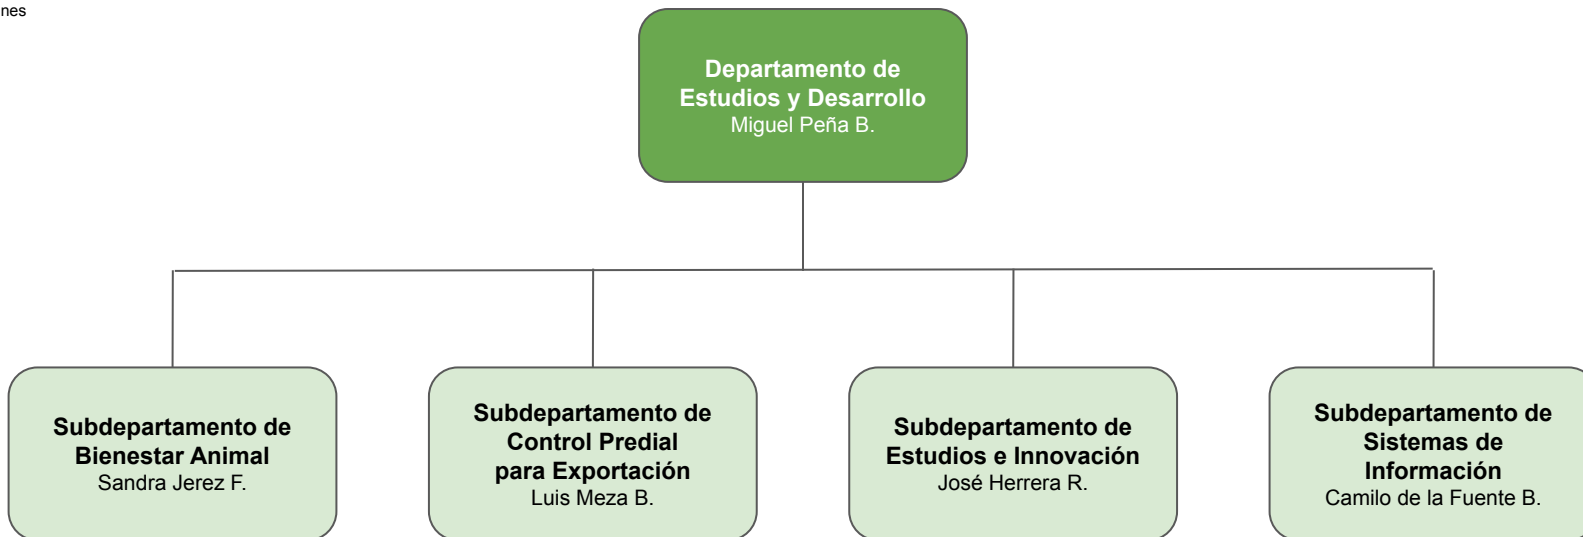 nes
Departamento de
Estudios y Desarrollo
Miguel Peña B.
Subdepartamento de
Bienestar Animal
Sandra Jerez F.
Subdepartamento de
Control Predial
para Exportación
Luis Meza B.
Subdepartamento de
Estudios e Innovación
José Herrera R.
Subdepartamento de
Sistemas de
Información
Camilo de la Fuente B.